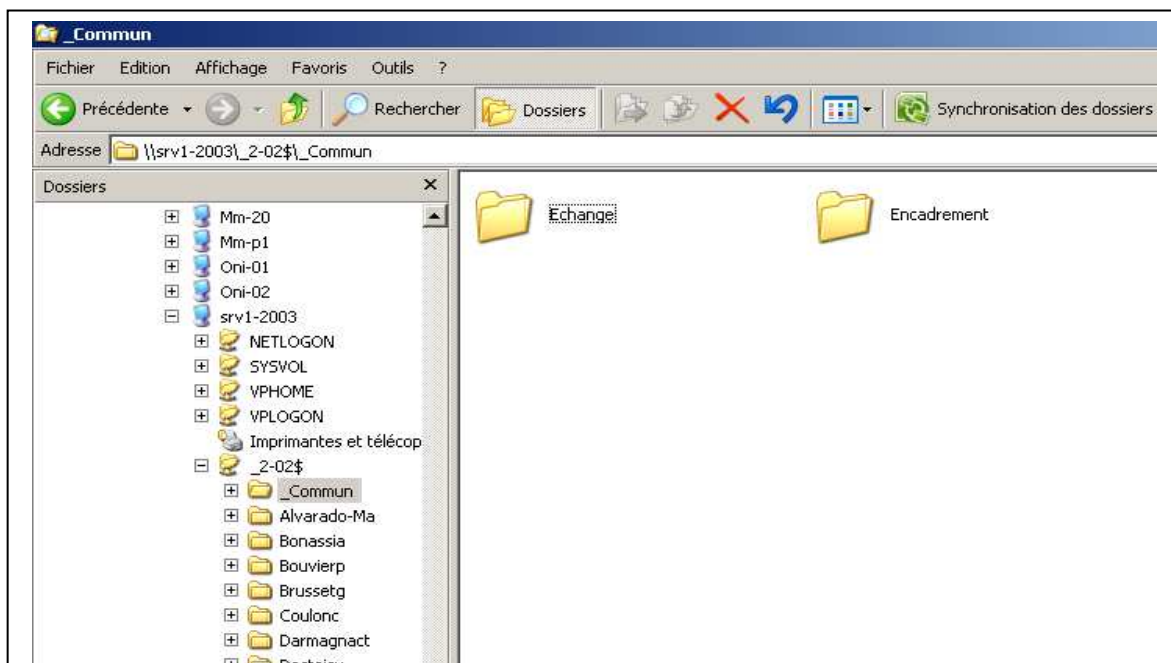 _Commun
Fichier Edition Affichage Favoris Outils ?
Précédente Rechercher Dossiers Synchronisation des dossiers
Adresse \\srv1-2003\_2-02$\_Commun
Dossiers
Mm-20
Mm-p1
Oni-01
Oni-02
srv1-2003
NETLOGON
SYSVOL
VPHOME
VPLOGON
Imprimantes et télécop
_2-02$
_Commun
Alvarado-Ma
Bonassia
Bouvierp
Brussetg
Coulonc
Darmagnact
Echange
Encadrement